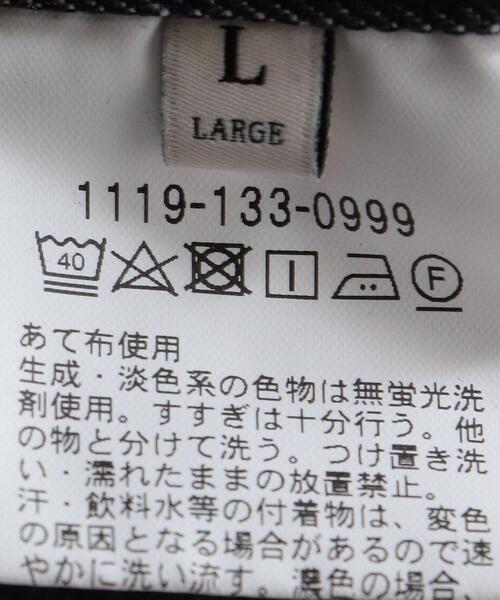 L
LARGE
1119-133-0999
40
F
あて布使用
生成・淡色系の色物は無蛍光洗
剤使用。すすぎは十分行う。他
の物と分けて洗う。つけ置き洗
い・濡れたままの放置禁止。
汗・飲料水等の付着物は、変色
の原因となる場合があるので速
やかに洗い流す。濃色の場合、